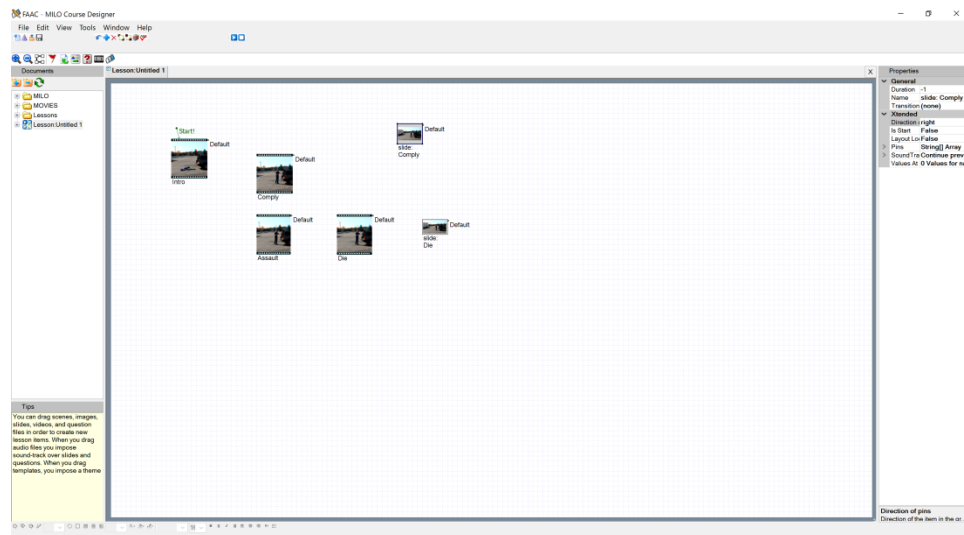 FAAC - MILO Course Designer
File Edit View Tools Window Help
Documents
Lesson:Untitled 1
X
Properties
MILO
MOVIES
Lessons
Lesson:Untitled 1
Start!
Default
Intro
Default
Comply
Default
slide:
Comply
Default
Assault
Default
Die
Default
slide:
Die
General
Duration -1
Name slide: Comply
Transition (none)
Xtended
Direction right
Is Start False
Layout Lo False
Pins String[] Array
SoundTra Continue prev
Values At 0 Values for
Tips
You can drag scenes, images,
slides, videos, and question
files in order to create new
lesson items. When you drag
audio files you impose
sound-track over slides and
questions. When you drag
templates, you impose a theme
Direction of pins
Direction of the item in the gr...